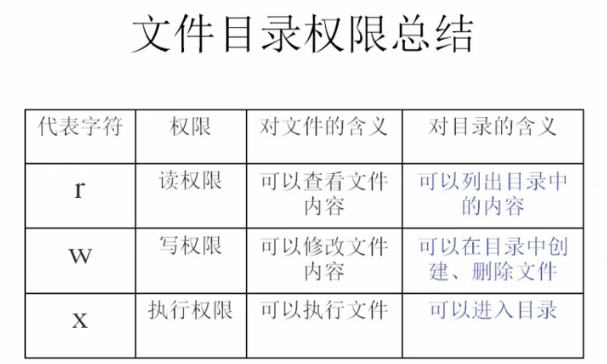 文件目录权限总结
代表字符 权限 对文件的含义 对目录的含义
r 读权限 可以查看文件 可以列出目录中
内容 的内容
w 写权限 可以修改文件 可以在目录中创
内容 建、删除文件
x 执行权限 可以执行文件 可以进入目录